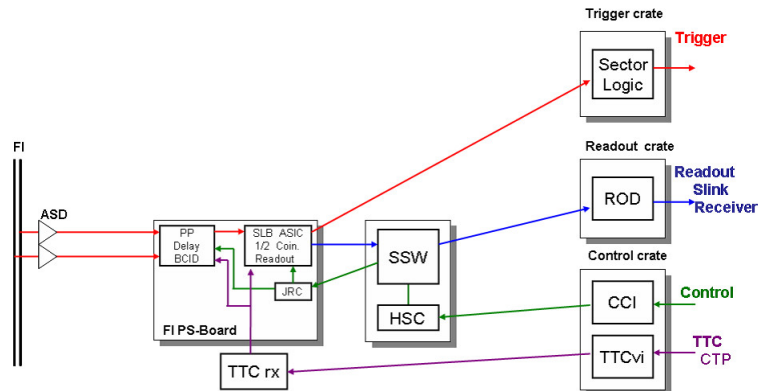 Trigger crate
Trigger
Sector
Logic
FI
ASD
Readout crate
Readout
Slink
Receiver
ROD
PP
Delay
BCID
SLB ASIC
1/2 Coin.
Readout
JRC
FI PS-Board
SSW
HSC
Control crate
CCI
Control
TTCvi
TTC
CTP
TTC rx